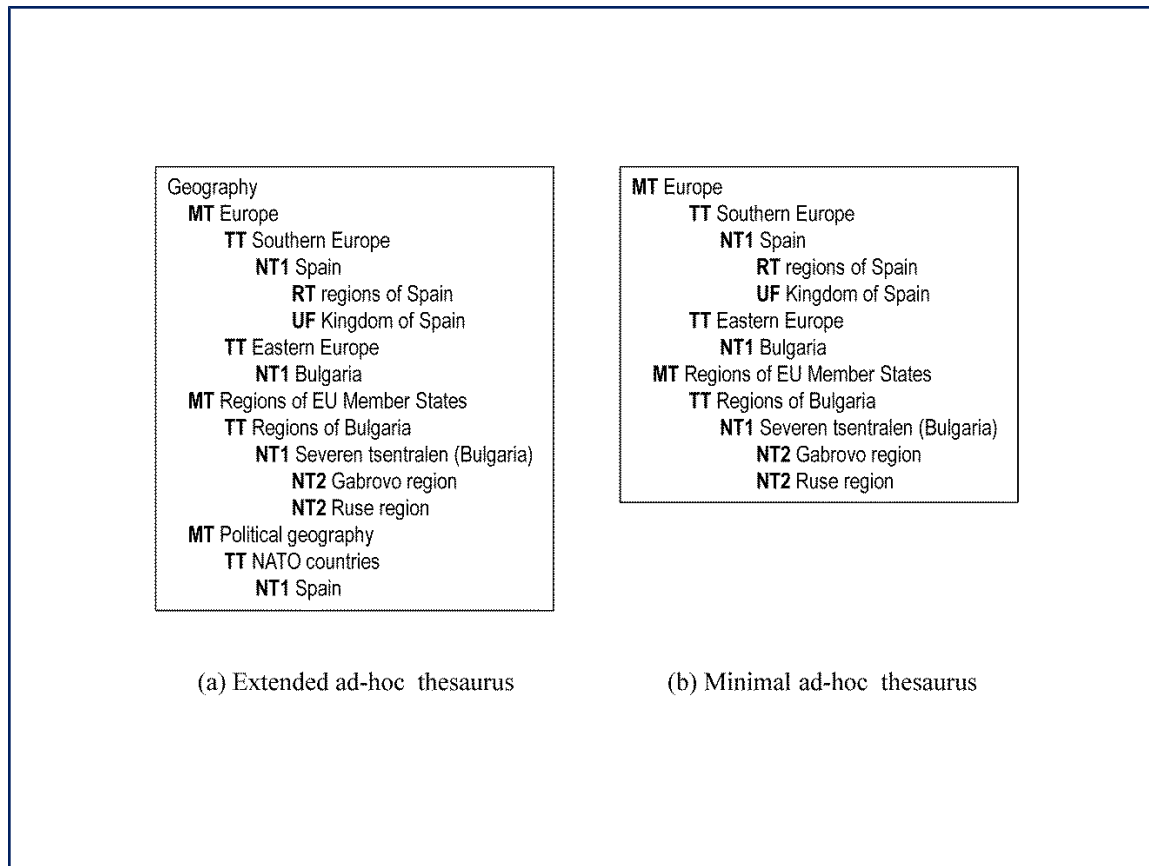 Geography
MT Europe
TT Southern Europe
NT1 Spain
RT regions of Spain
UF Kingdom of Spain
TT Eastern Europe
NT1 Bulgaria
MT Regions of EU Member States
TT Regions of Bulgaria
NT1 Severen tsentralen (Bulgaria)
NT2 Gabrovo region
NT2 Ruse region
MT Political geography
TT NATO countries
NT1 Spain
(a) Extended ad-hoc thesaurus
MT Europe
TT Southern Europe
NT1 Spain
RT regions of Spain
UF Kingdom of Spain
TT Eastern Europe
NT1 Bulgaria
MT Regions of EU Member States
TT Regions of Bulgaria
NT1 Severen tsentralen (Bulgaria)
NT2 Gabrovo region
NT2 Ruse region
(b) Minimal ad-hoc thesaurus